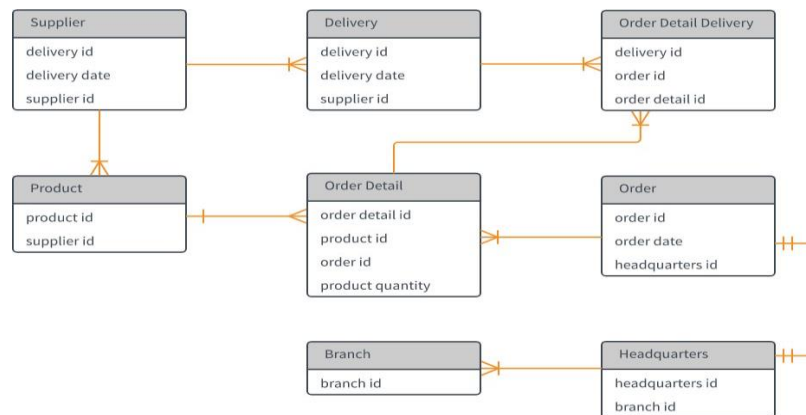 Supplier
delivery id
delivery date
supplier id
Delivery
delivery id
delivery date
supplier id
Order Detail Delivery
delivery id
order id
order detail id
Product
product id
supplier id
Order Detail
order detail id
product id
order id
product quantity
Order
order id
order date
headquarters id
Branch
branch id
Headquarters
headquarters id
branch id